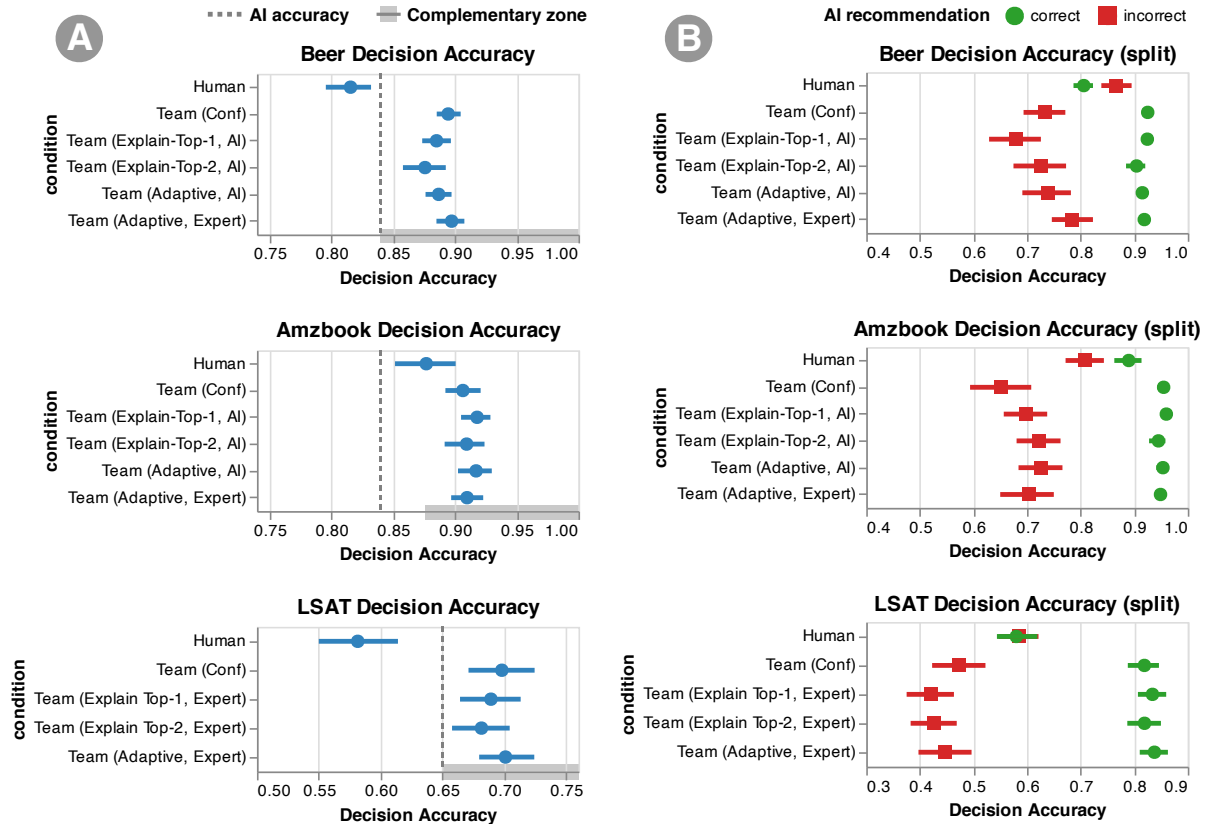 A
AI accuracy
Complementary zone
Beer Decision Accuracy
condition
Human
Team (Conf)
Team (Explain-Top-1, AI)
Team (Explain-Top-2, AI)
Team (Adaptive, AI)
Team (Adaptive, Expert)
0.75 0.80 0.85 0.90 0.95 1.00
Decision Accuracy
Amzbook Decision Accuracy
condition
Human
Team (Conf)
Team (Explain-Top-1, AI)
Team (Explain-Top-2, AI)
Team (Adaptive, AI)
Team (Adaptive, Expert)
0.75 0.80 0.85 0.90 0.95 1.00
Decision Accuracy
LSAT Decision Accuracy
condition
Human
Team (Conf)
Team (Explain Top-1, Expert)
Team (Explain Top-2, Expert)
Team (Adaptive, Expert)
0.50 0.55 0.60 0.65 0.70 0.75
Decision Accuracy
B
AI recommendation correct incorrect
Beer Decision Accuracy (split)
condition
Human
Team (Conf)
Team (Explain-Top-1, AI)
Team (Explain-Top-2, AI)
Team (Adaptive, AI)
Team (Adaptive, Expert)
0.4 0.5 0.6 0.7 0.8 0.9 1.0
Decision Accuracy
Amzbook Decision Accuracy (split)
condition
Human
Team (Conf)
Team (Explain-Top-1, AI)
Team (Explain-Top-2, AI)
Team (Adaptive, AI)
Team (Adaptive, Expert)
0.4 0.5 0.6 0.7 0.8 0.9 1.0
Decision Accuracy
LSAT Decision Accuracy (split)
condition
Human
Team (Conf)
Team (Explain Top-1, Expert)
Team (Explain Top-2, Expert)
Team (Adaptive, Expert)
0.3 0.4 0.5 0.6 0.7 0.8 0.9
Decision Accuracy